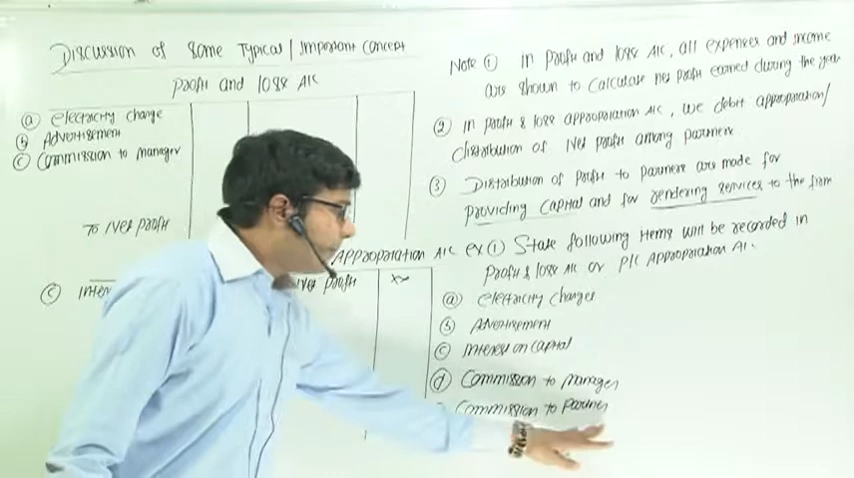 Discussion of Some Typical / Important Concept
Profit and loss A/C
(a) electricity charge
(b) Advertisement
(c) Commission to manager
To Net Profit
Appropriation A/C
(c) Inter
Net Profit xx
Note (1) In Profit and loss A/C, all expenses and income
are shown to calculate net profit earned during the year
(2) In profit & loss appropriation A/C, we debit appropriation/
distribution of Net profit among partners
(3) Distribution of profit to partners are made for
providing capital and for rendering services to the firm
ex (1) State following items will be recorded in
Profit & loss A/C or P/L Appropriation A/C.
(a) electricity charges
(b) Advertisement
(c) Interest on capital
(d) Commission to manager
Commission to Partner